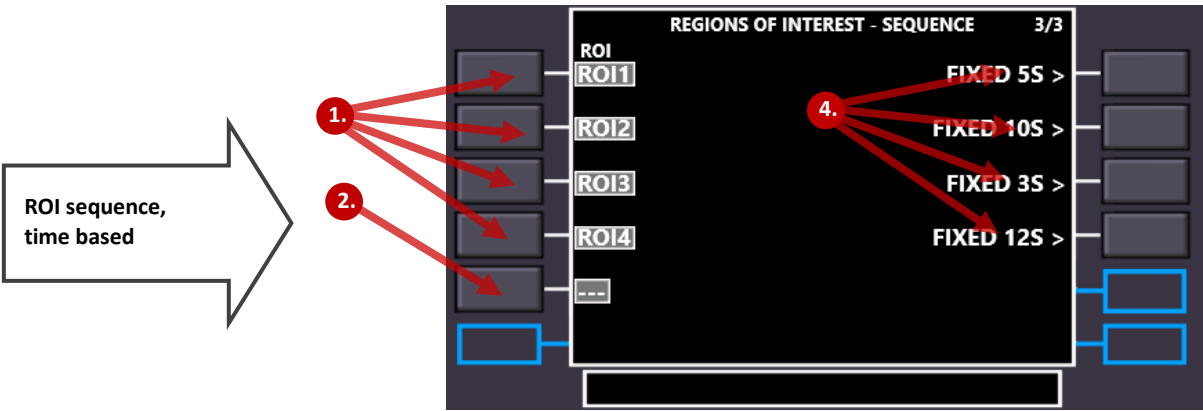 REGIONS OF INTEREST - SEQUENCE 3/3
ROI
ROI1 FIXED 5S >
1.
4.
ROI2 FIXED 10S >
ROI3 FIXED 3S >
2.
ROI sequence,
time based
ROI4 FIXED 12S >
---